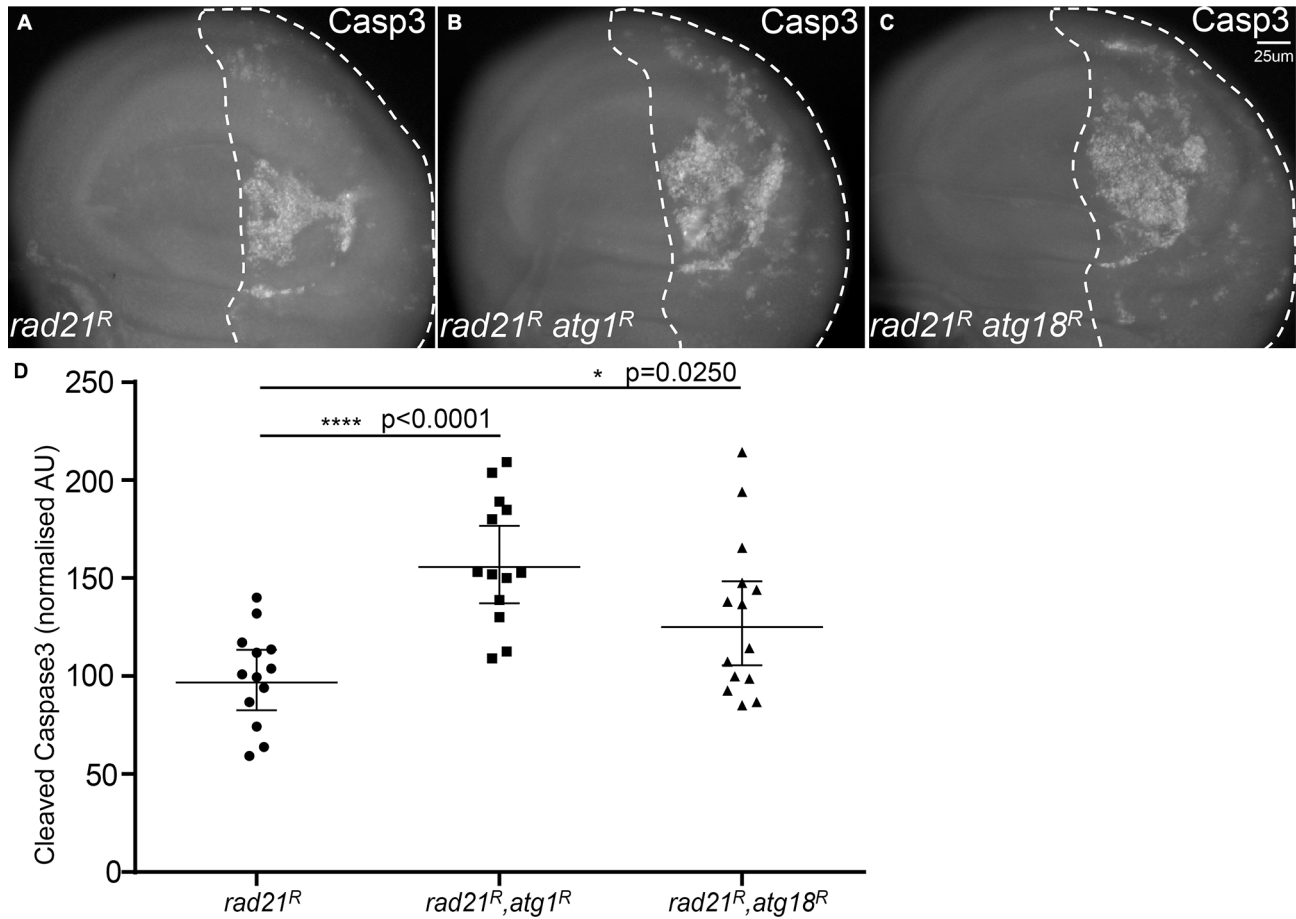 A Casp3
rad21ᴿ
B Casp3
rad21ᴿ atg1ᴿ
C Casp3
25um
rad21ᴿ atg18ᴿ
D
* p=0.0250
**** p<0.0001
Cleaved Caspase3 (normalised AU)
250
200
150
100
50
0
rad21ᴿ
rad21ᴿ,atg1ᴿ
rad21ᴿ,atg18ᴿ